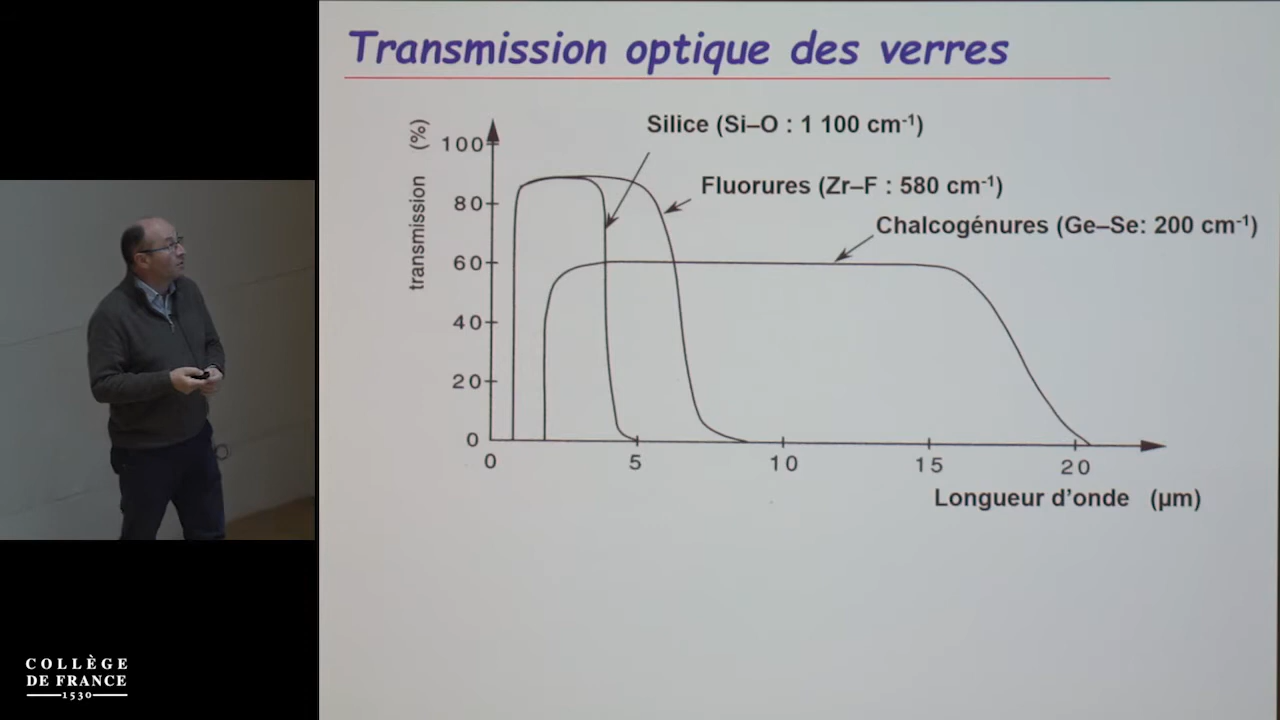 Transmission optique des verres
Silice (Si–O : 1 100 cm-1)
Fluorures (Zr–F : 580 cm-1)
Chalcogénures (Ge–Se: 200 cm-1)
transmission (%)
100
80
60
40
20
0
0 5 10 15 20
Longueur d'onde (µm)
COLLÈGE
DE FRANCE
1530